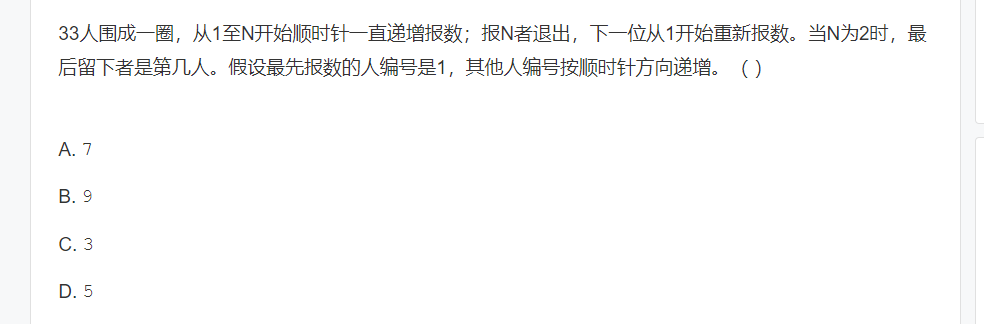 33人围成一圈，从1至N开始顺时针一直递增报数；报N者退出，下一位从1开始重新报数。当N为2时，最
后留下者是第几人。假设最先报数的人编号是1，其他人编号按顺时针方向递增。（ ）
A. 7
B. 9
C. 3
D. 5